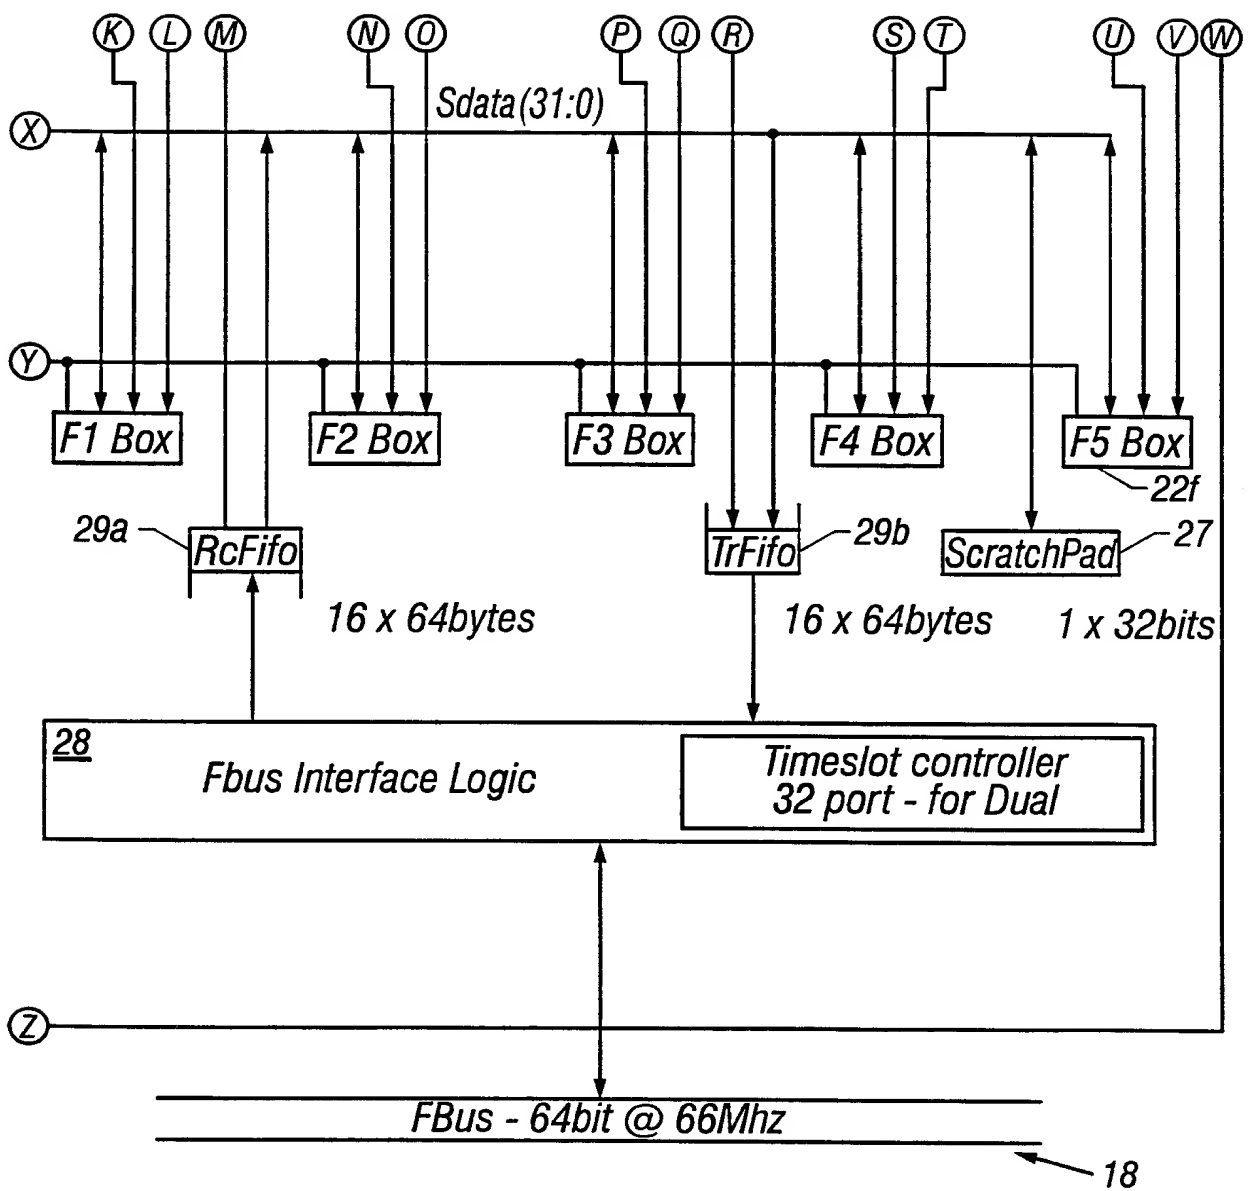 K L M N O P Q R S T U V W
Sdata(31:0)
X
Y
F1 Box F2 Box F3 Box F4 Box F5 Box
22f
29a RcFifo TrFifo 29b ScratchPad 27
16 x 64bytes 16 x 64bytes 1 x 32bits
28
Fbus Interface Logic
Timeslot controller
32 port - for Dual
Z
FBus - 64bit @ 66Mhz
18